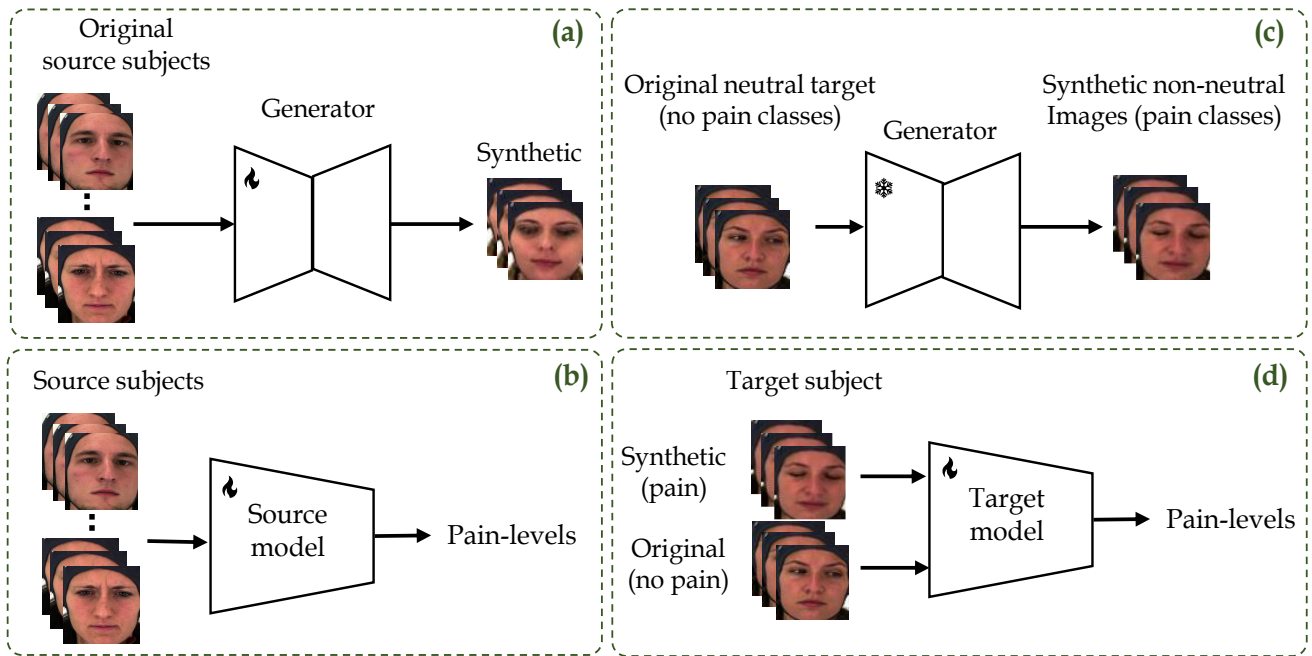 (a)
Original
source subjects
Generator
Synthetic
(c)
Original neutral target
(no pain classes)
Generator
Synthetic non-neutral
Images (pain classes)
(b)
Source subjects
Source
model
Pain-levels
(d)
Target subject
Synthetic
(pain)
Original
(no pain)
Target
model
Pain-levels